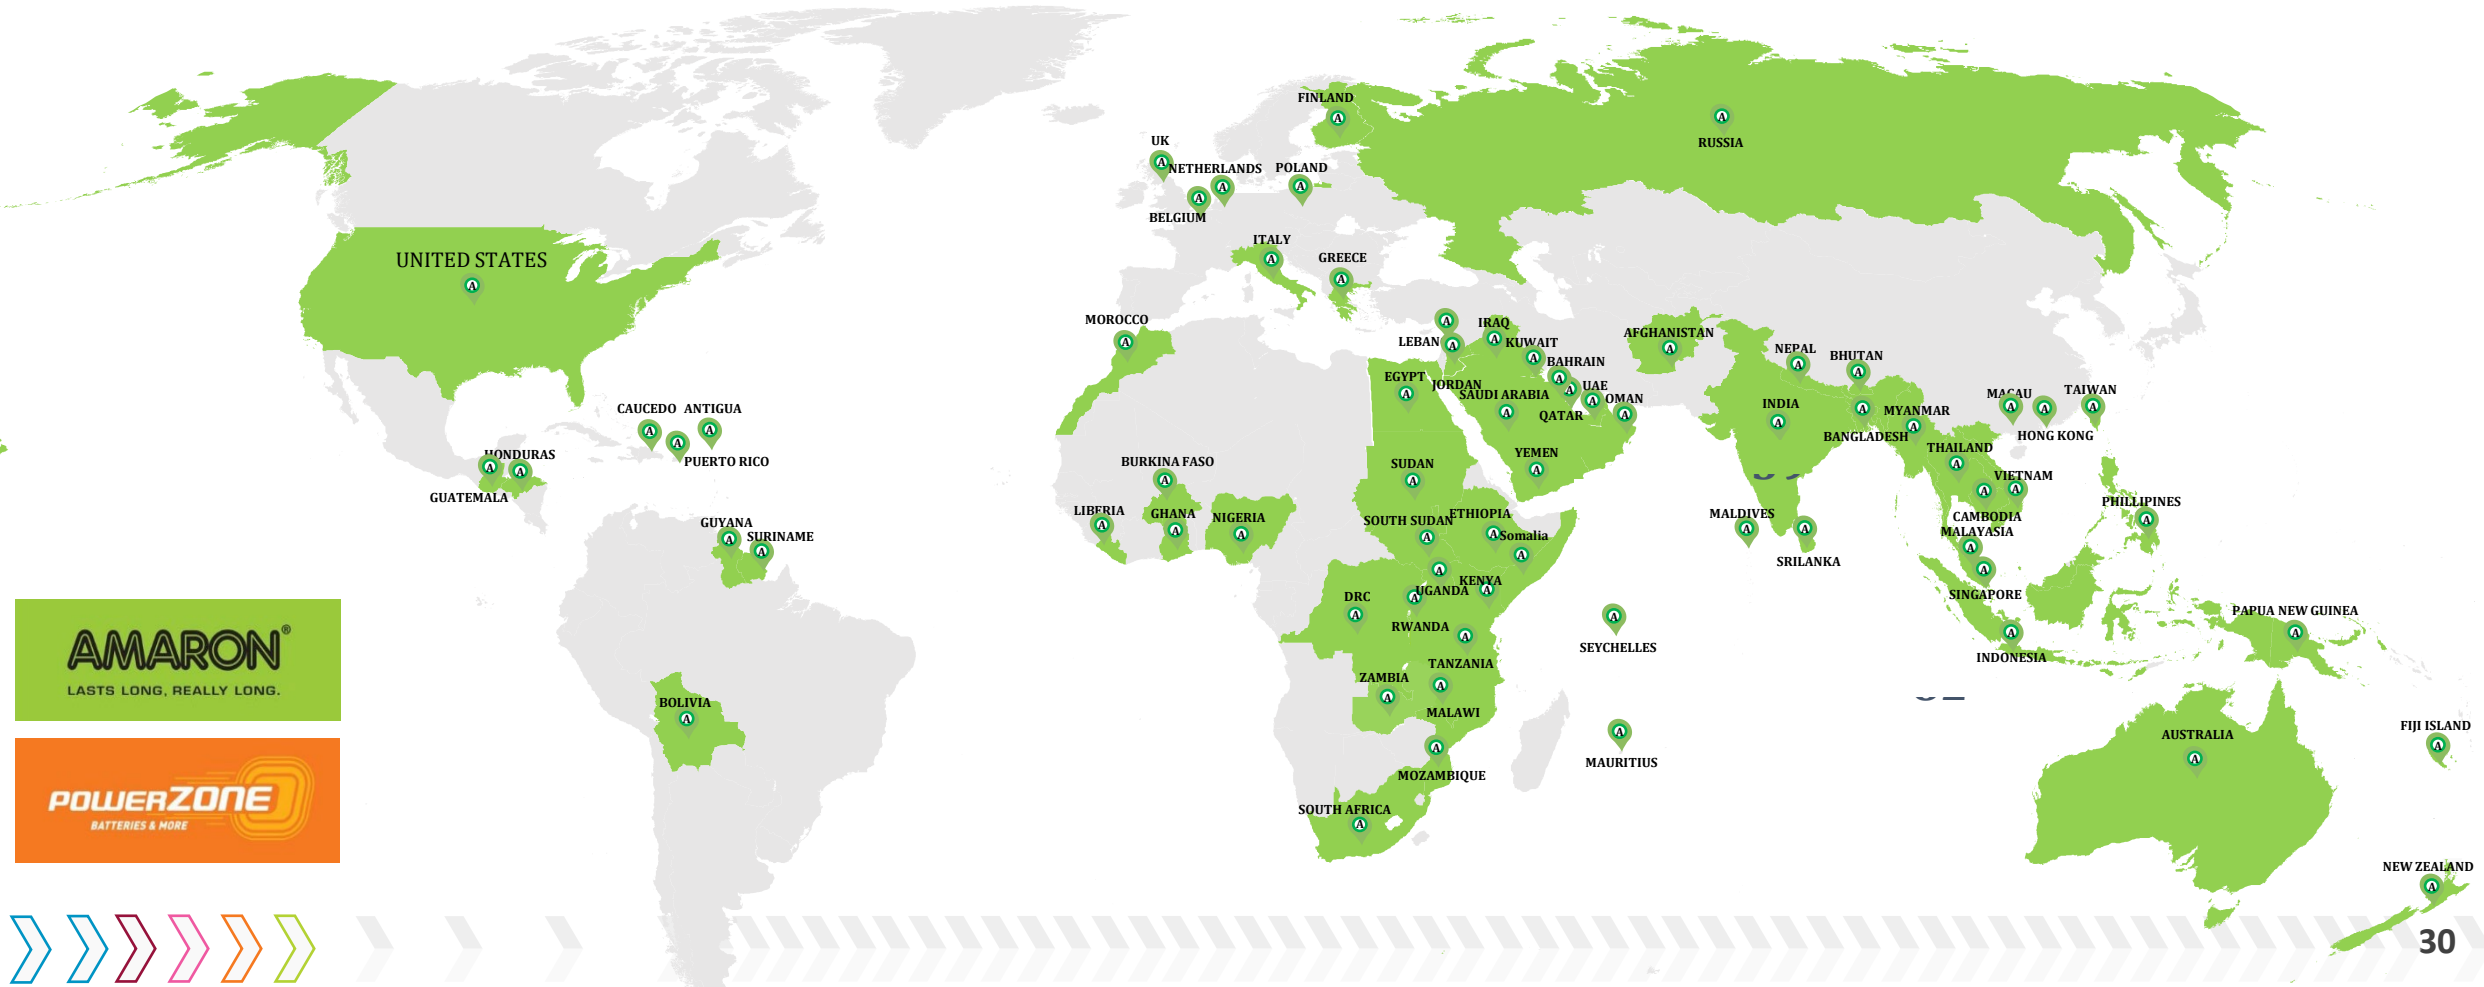 FINLAND
RUSSIA
UK
NETHERLANDS
POLAND
BELGIUM
ITALY
GREECE
UNITED STATES
MOROCCO
LEBAN
IRAQ
KUWAIT
BAHRAIN
AFGHANISTAN
NEPAL
BHUTAN
EGYPT
JORDAN
SAUDI ARABIA
UAE
QATAR
OMAN
INDIA
MYANMAR
BANGLADESH
MACAU
TAIWAN
HONG KONG
CAUCEDO
ANTIGUA
PUERTO RICO
HONDURAS
GUATEMALA
BURKINA FASO
SUDAN
YEMEN
THAILAND
VIETNAM
PHILLIPINES
LIBERIA
GHANA
NIGERIA
SOUTH SUDAN
ETHIOPIA
Somalia
MALDIVES
SRILANKA
CAMBODIA
MALAYASIA
GUYANA
SURINAME
DRC
UGANDA
KENYA
SINGAPORE
RWANDA
SEYCHELLES
PAPUA NEW GUINEA
INDONESIA
TANZANIA
ZAMBIA
MALAWI
BOLIVIA
MOZAMBIQUE
MAURITIUS
AUSTRALIA
FIJI ISLAND
SOUTH AFRICA
NEW ZEALAND
AMARON®
LASTS LONG, REALLY LONG.
POWERZONE
BATTERIES & MORE
30